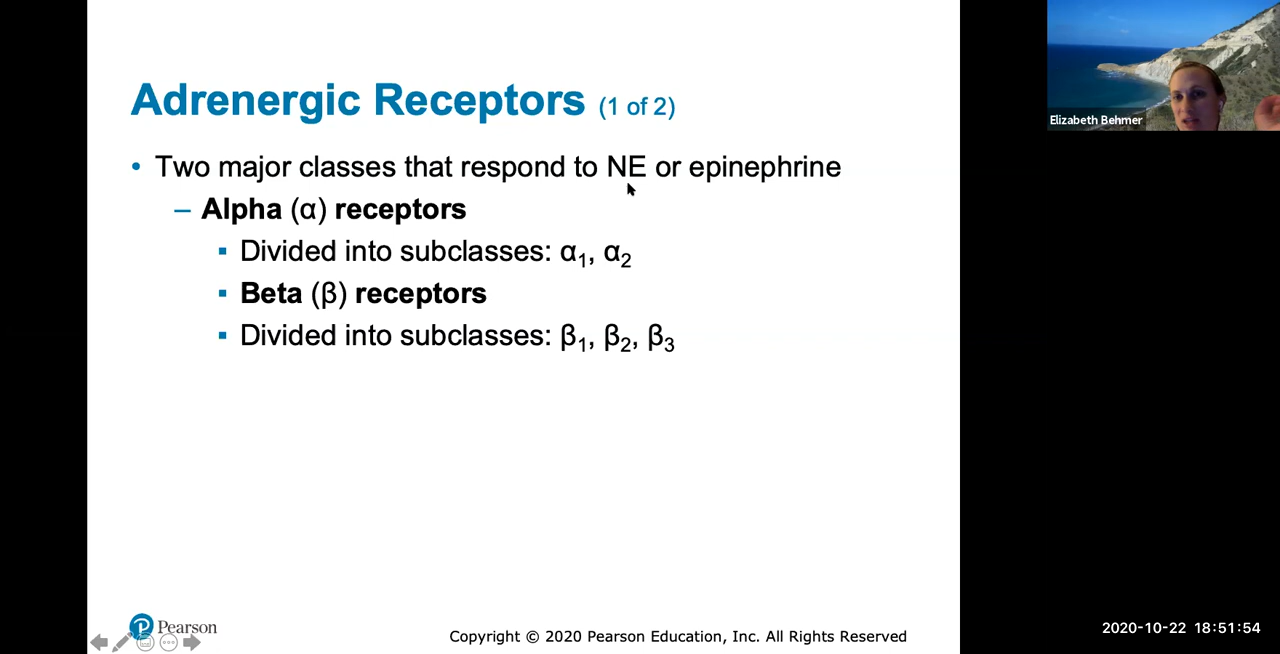 Adrenergic Receptors (1 of 2)
• Two major classes that respond to NE or epinephrine
– Alpha (α) receptors
▪ Divided into subclasses: α₁, α₂
▪ Beta (β) receptors
▪ Divided into subclasses: β₁, β₂, β₃
Pearson
Copyright © 2020 Pearson Education, Inc. All Rights Reserved
Elizabeth Behmer
2020-10-22 18:51:54